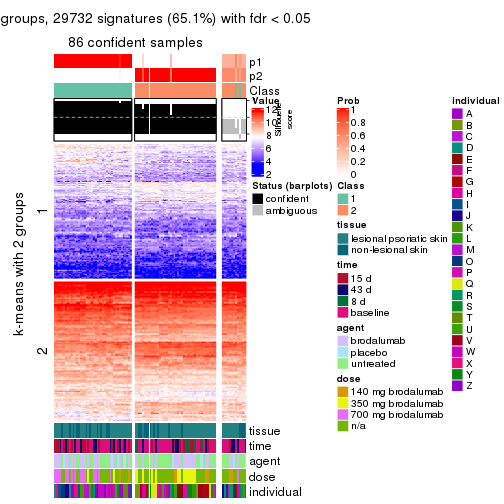 groups, 29732 signatures (65.1%) with fdr < 0.05
86 confident samples
p1
p2
Class
Silhouette
score
k-means with 2 groups
1
2
tissue
time
agent
dose
individual
Value
12
10
8
6
4
2
Status (barplots)
confident
ambiguous
Prob
1
0.8
0.6
0.4
0.2
0
Class
1
2
tissue
lesional psoriatic skin
non-lesional skin
time
15 d
43 d
8 d
baseline
agent
brodalumab
placebo
untreated
dose
140 mg brodalumab
350 mg brodalumab
700 mg brodalumab
n/a
individual
A
B
C
D
E
F
G
H
I
J
K
L
M
O
P
Q
R
S
T
U
V
W
X
Y
Z